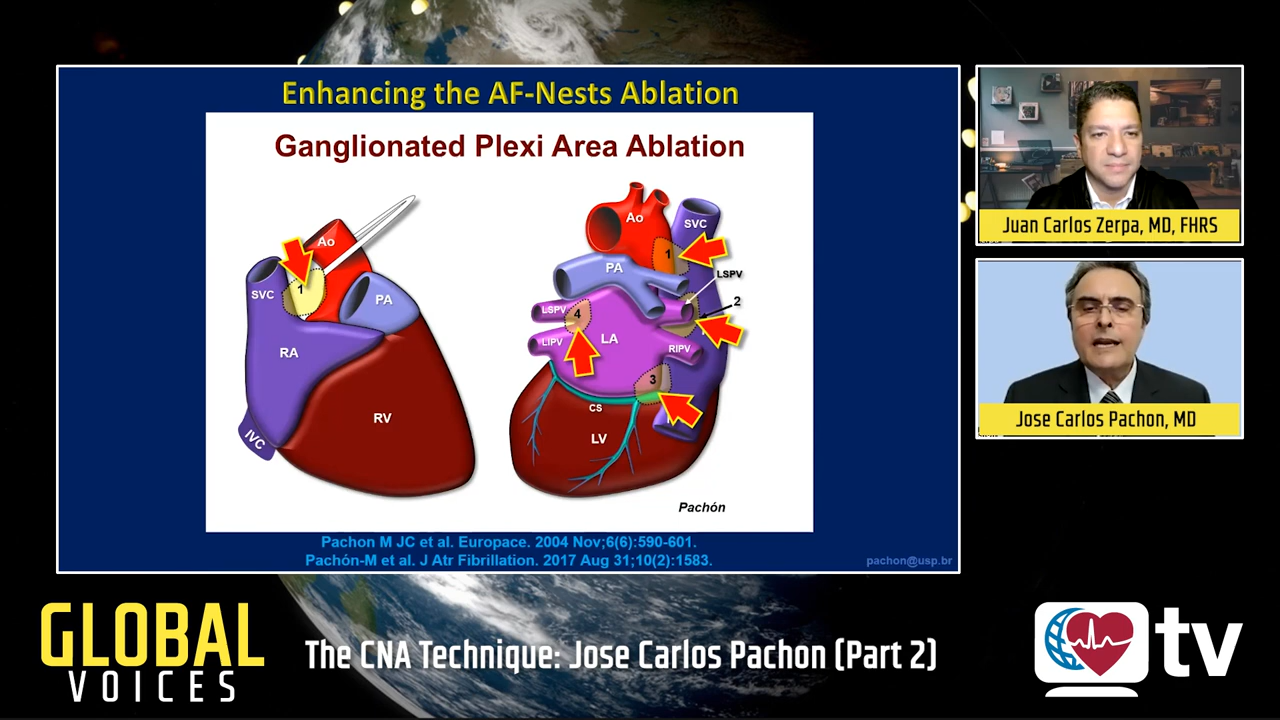 Enhancing the AF-Nests Ablation
Ganglionated Plexi Area Ablation
Ao
1
SVC
PA
RA
RV
IVC
Ao
SVC
1
PA
LSPV
2
LSPV
4
LA
LIPV
RIPV
3
CS
LV
Pachón
Pachon M JC et al. Europace. 2004 Nov;6(6):590-601.
Pachón-M et al. J Atr Fibrillation. 2017 Aug 31;10(2):1583.
pachon@usp.br
Juan Carlos Zerpa, MD, FHRS
Jose Carlos Pachon, MD
GLOBAL
VOICES
The CNA Technique: Jose Carlos Pachon (Part 2)
tv